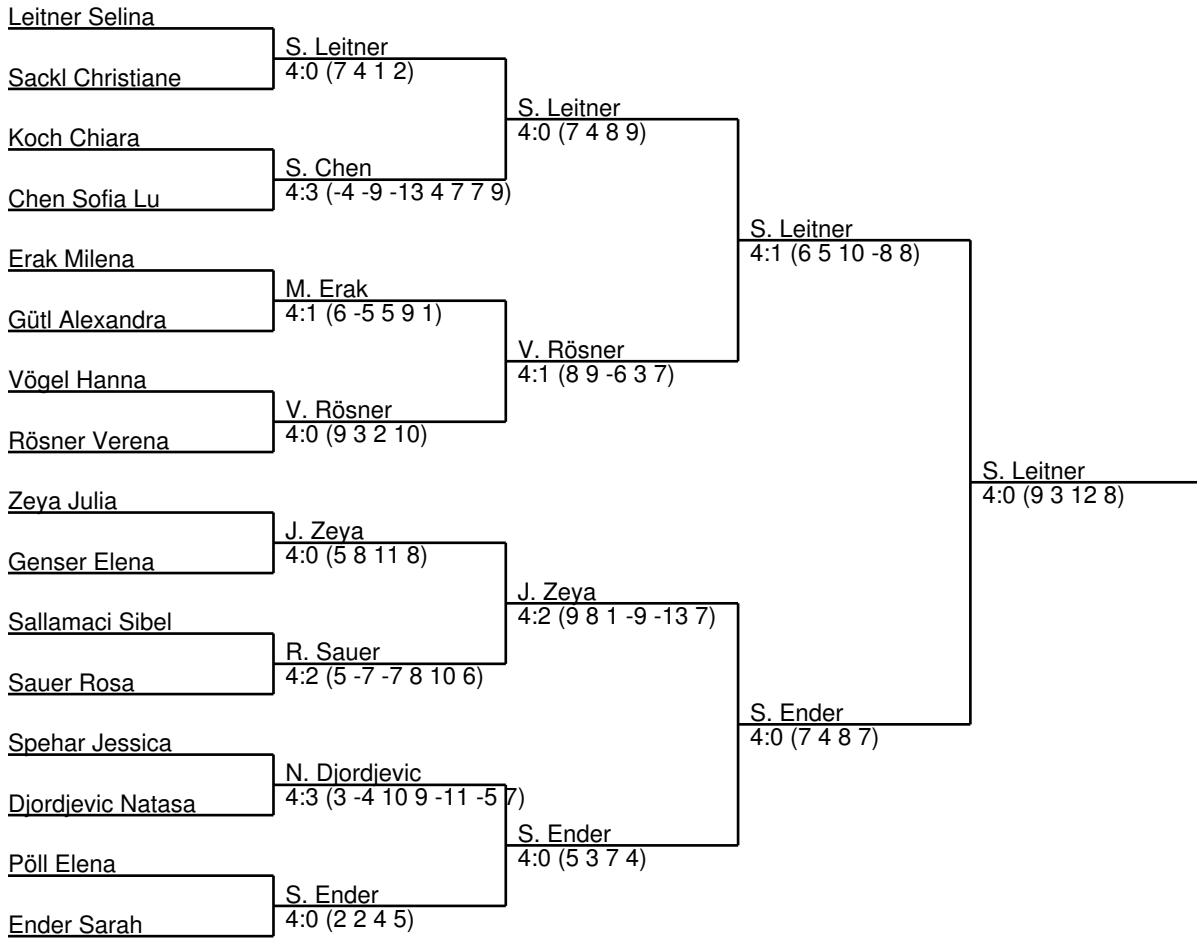 Leitner Selina
S. Leitner
4:0 (7 4 1 2)
Sackl Christiane
S. Leitner
4:0 (7 4 8 9)
Koch Chiara
S. Chen
4:3 (-4 -9 -13 4 7 7 9)
Chen Sofia Lu
S. Leitner
4:1 (6 5 10 -8 8)
Erak Milena
M. Erak
4:1 (6 -5 5 9 1)
Gütl Alexandra
V. Rösner
4:1 (8 9 -6 3 7)
Vögel Hanna
V. Rösner
4:0 (9 3 2 10)
Rösner Verena
S. Leitner
4:0 (9 3 12 8)
Zeya Julia
J. Zeya
4:0 (5 8 11 8)
Genser Elena
J. Zeya
4:2 (9 8 1 -9 -13 7)
Sallamaci Sibel
R. Sauer
4:2 (5 -7 -7 8 10 6)
Sauer Rosa
S. Ender
4:0 (7 4 8 7)
Spehar Jessica
N. Djordjevic
4:3 (3 -4 10 9 -11 -5 7)
Djordjevic Natasa
S. Ender
4:0 (5 3 7 4)
Pöll Elena
S. Ender
4:0 (2 2 4 5)
Ender Sarah